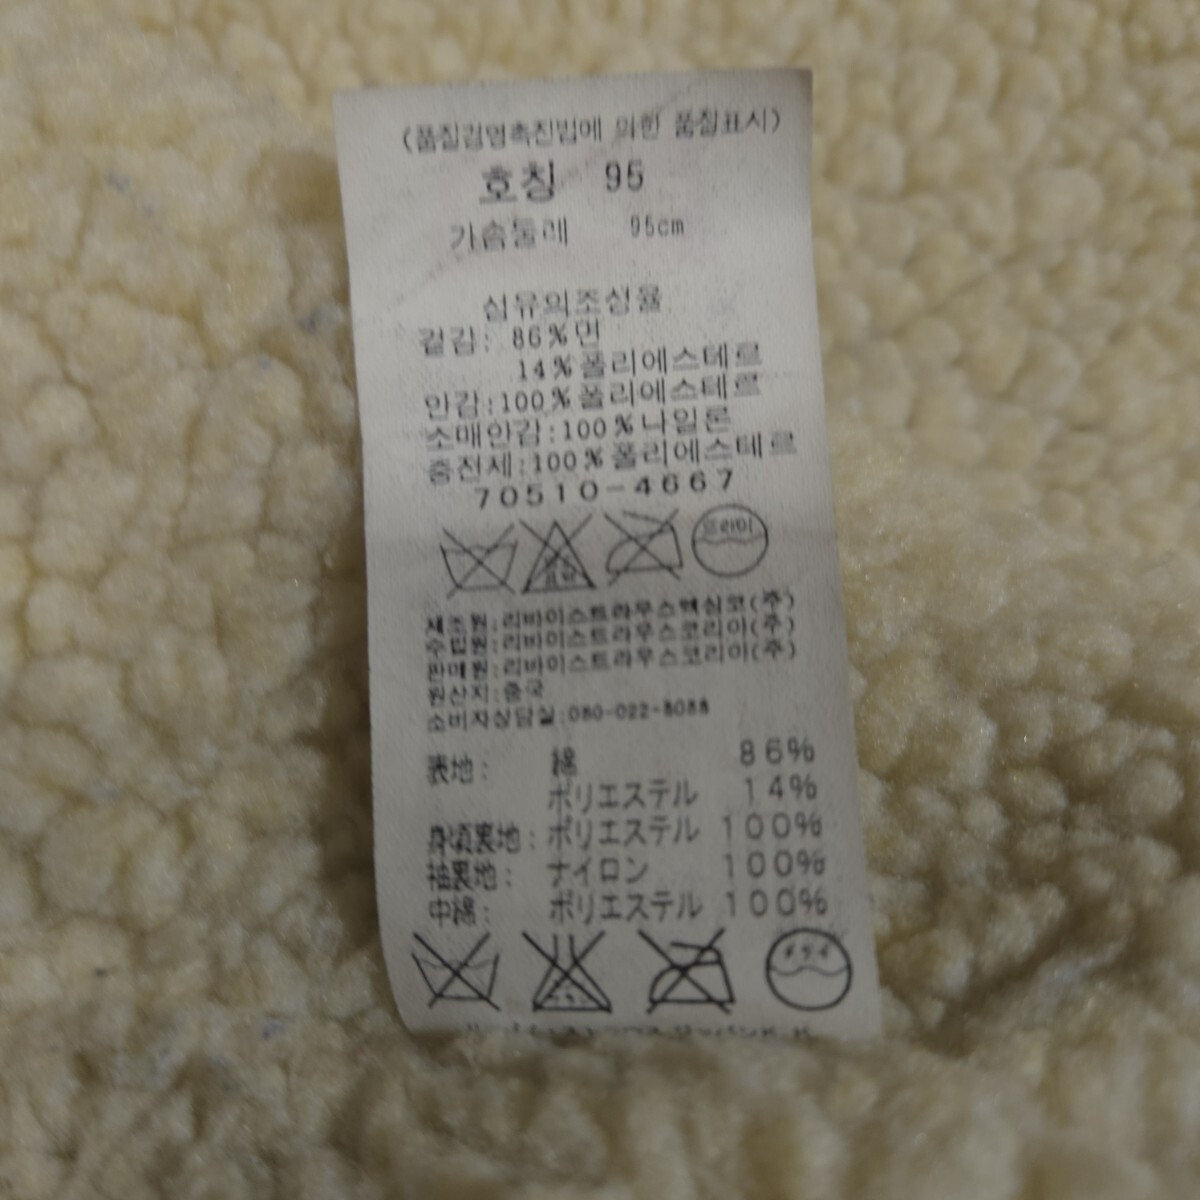 (품질경영촉진법에 의한 품질표시)
호칭 95
가슴둘레 95cm
섬유의조성율
겉감: 86%면
14%폴리에스테르
안감:100%폴리에스테르
소매안감:100%나일론
충전제:100%폴리에스테르
70510-4667
드라이
제조원:리바이스트라우스멕심코(주)
수입원:리바이스트라우스코리아(주)
판매원:리바이스트라우스코리아(주)
원산지:중국
소비자상담실:080-022-8088
表地: 綿 86%
ポリエステル 14%
身頃裏地:ポリエステル 100%
袖裏地: ナイロン 100%
中綿: ポリエステル 100%